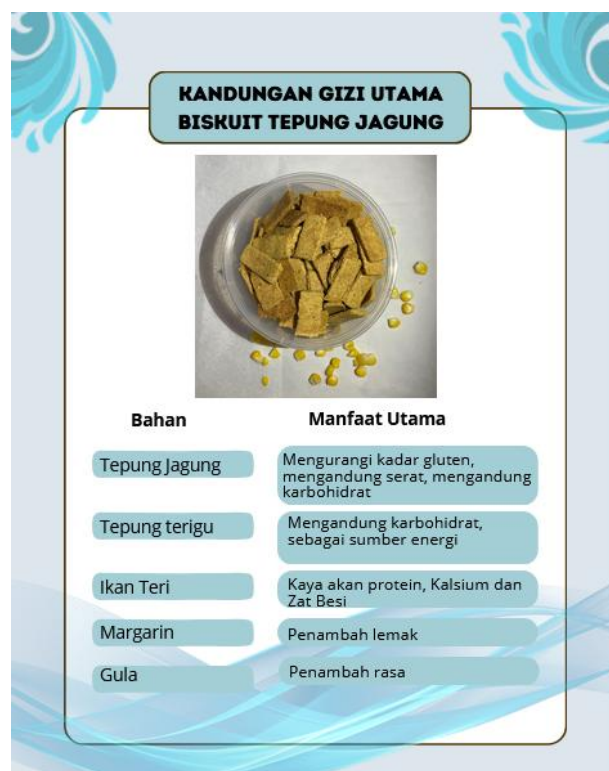 KANDUNGAN GIZI UTAMA
BISKUIT TEPUNG JAGUNG
Bahan
Manfaat Utama
Tepung Jagung
Mengurangi kadar gluten,
mengandung serat, mengandung
karbohidrat
Tepung terigu
Mengandung karbohidrat,
sebagai sumber energi
Ikan Teri
Kaya akan protein, Kalsium dan
Zat Besi
Margarin
Penambah lemak
Gula
Penambah rasa